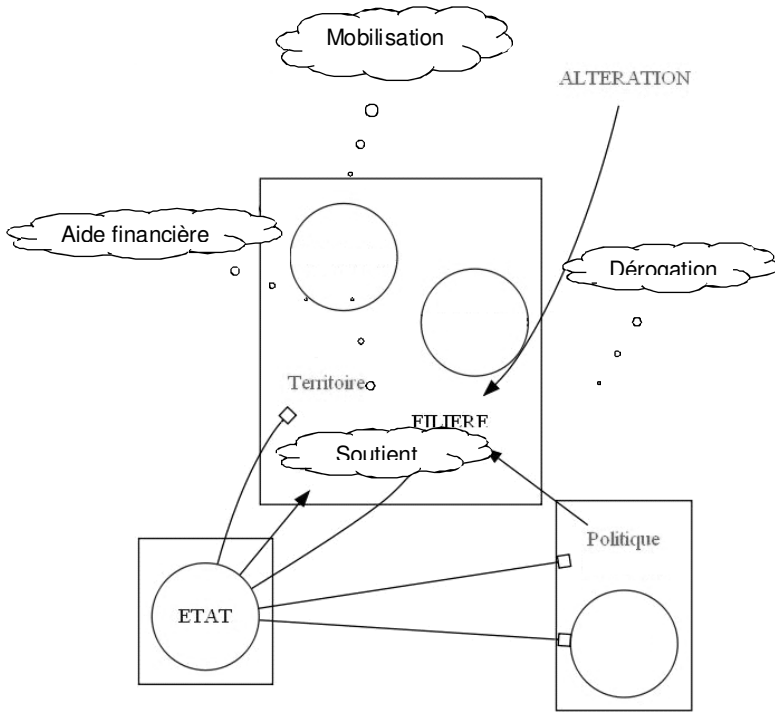 Mobilisation
ALTERATION
Aide financière
Dérogation
Territoire
FILIERE
Soutient
Politique
ETAT